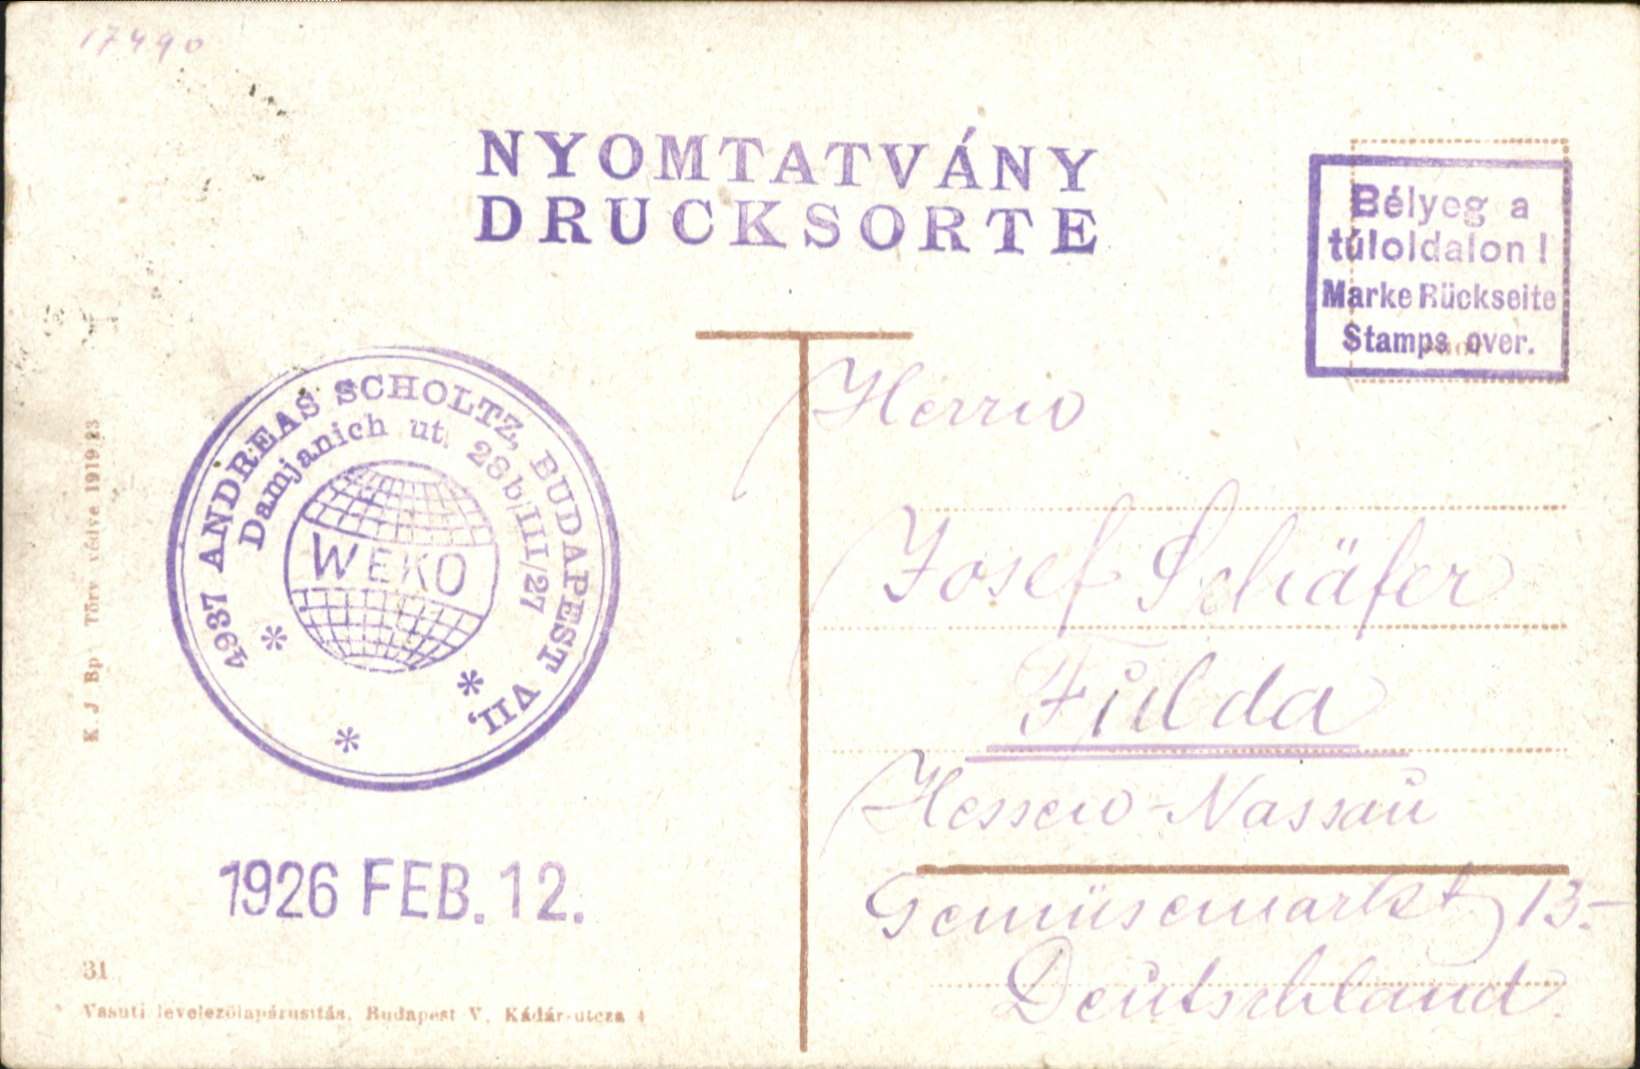 17490
NYOMTATVÁNY
DRUCKSORTE
Bélyeg a
túloldalon!
Marke Rückseite
Stamps over.
4937 ANDREAS SCHOLTZ, BUDAPEST VII,
Damjanich ut. 28b, III/27
WEKO
* * *
1926 FEB. 12.
Herrn
Josef Schäfer
Fulda
Hessen-Nassau
Gemüsemarkt 13.-
Deutschland.
K. J Bp Törv védve 1919/23
31
Vasuti levelezőlapárusitás, Budapest V. Kádár-utcza 4